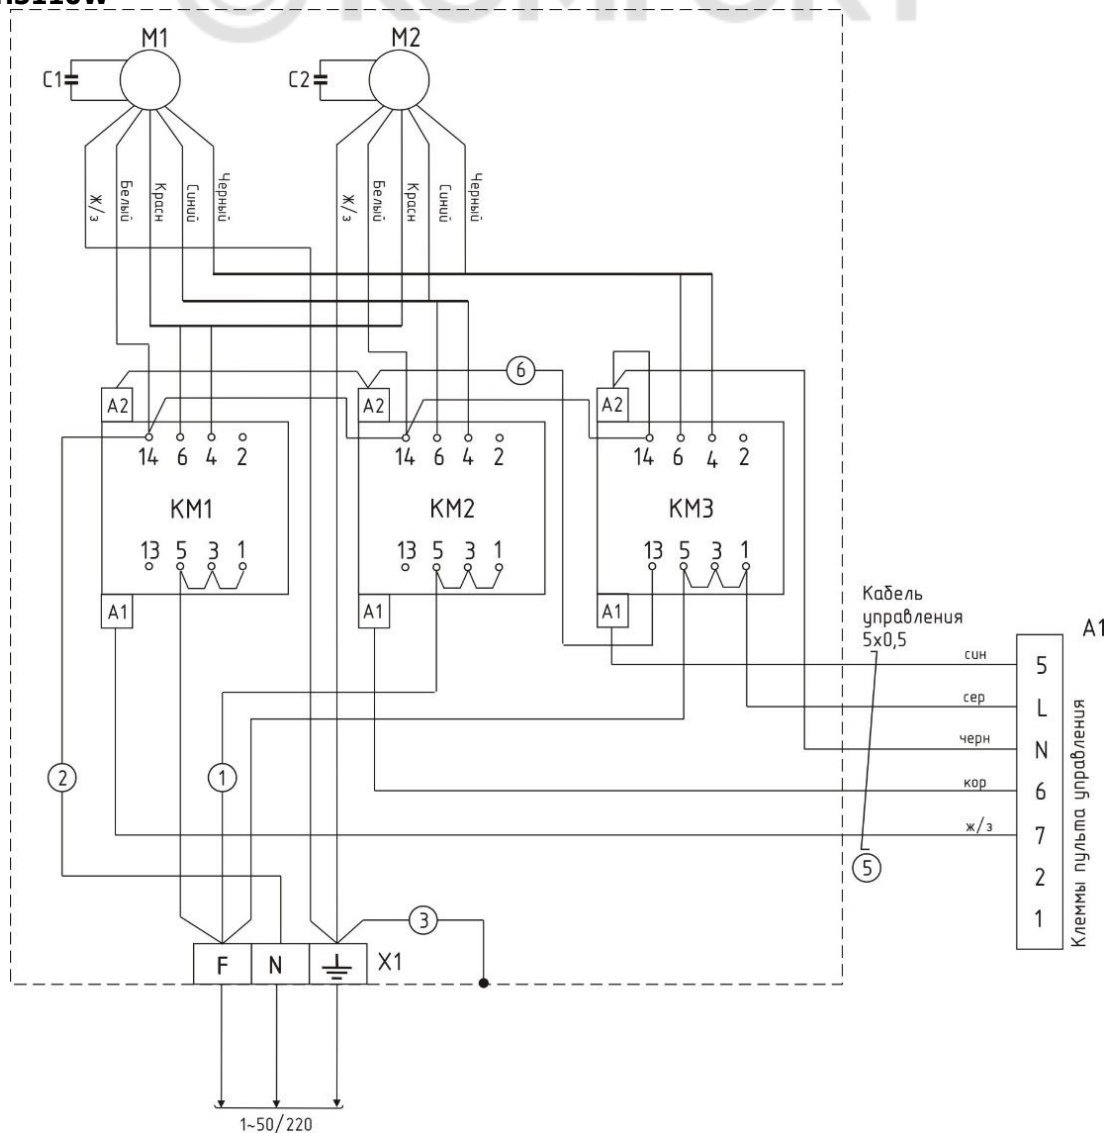 KOMFORT
M1
M2
C1
C2
Ж/з
Белый
Красн
Синий
Черный
Ж/з
Белый
Красн
Синий
Черный
6
A2
A2
A2
14 6 4 2
14 6 4 2
14 6 4 2
KM1
KM2
KM3
13 5 3 1
13 5 3 1
13 5 3 1
A1
A1
A1
Кабель
управления
5x0,5
A1
син
5
сер
L
черн
N
кор
6
ж/з
7
2
1
Клеммы пульта управления
2
1
5
3
F N
X1
1~50/220